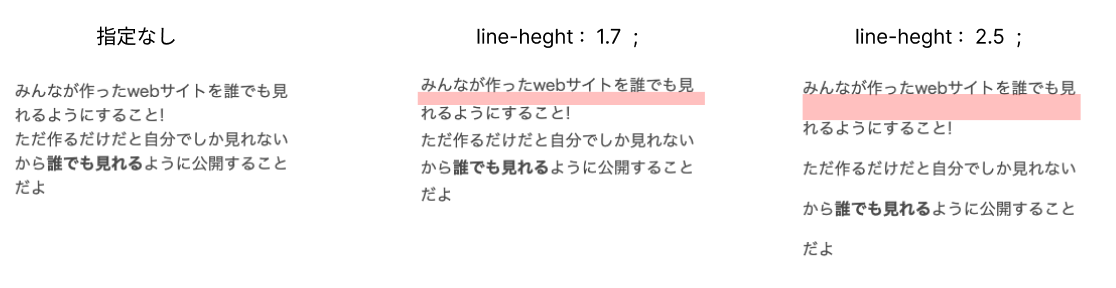 指定なし
みんなが作ったwebサイトを誰でも見
れるようにすること!
ただ作るだけだと自分でしか見れない
から誰でも見れるように公開すること
だよ
line-heght : 1.7 ;
みんなが作ったwebサイトを誰でも見
れるようにすること!
ただ作るだけだと自分でしか見れない
から誰でも見れるように公開すること
だよ
line-heght : 2.5 ;
みんなが作ったwebサイトを誰でも見
れるようにすること!
ただ作るだけだと自分でしか見れない
から誰でも見れるように公開すること
だよ